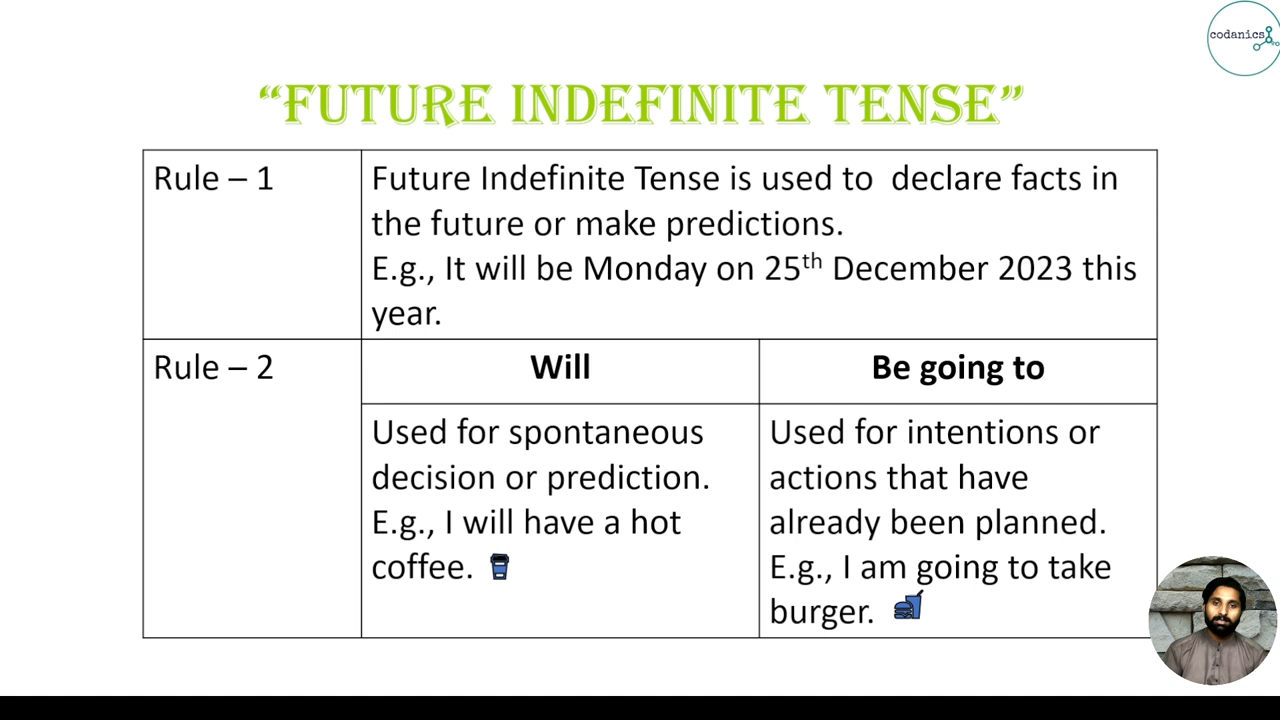 codanics
“FUTURE INDEFINITE TENSE”
Rule – 1
Future Indefinite Tense is used to declare facts in
the future or make predictions.
E.g., It will be Monday on 25th December 2023 this
year.
Rule – 2
Will
Be going to
Used for spontaneous
decision or prediction.
E.g., I will have a hot
coffee.
Used for intentions or
actions that have
already been planned.
E.g., I am going to take
burger.